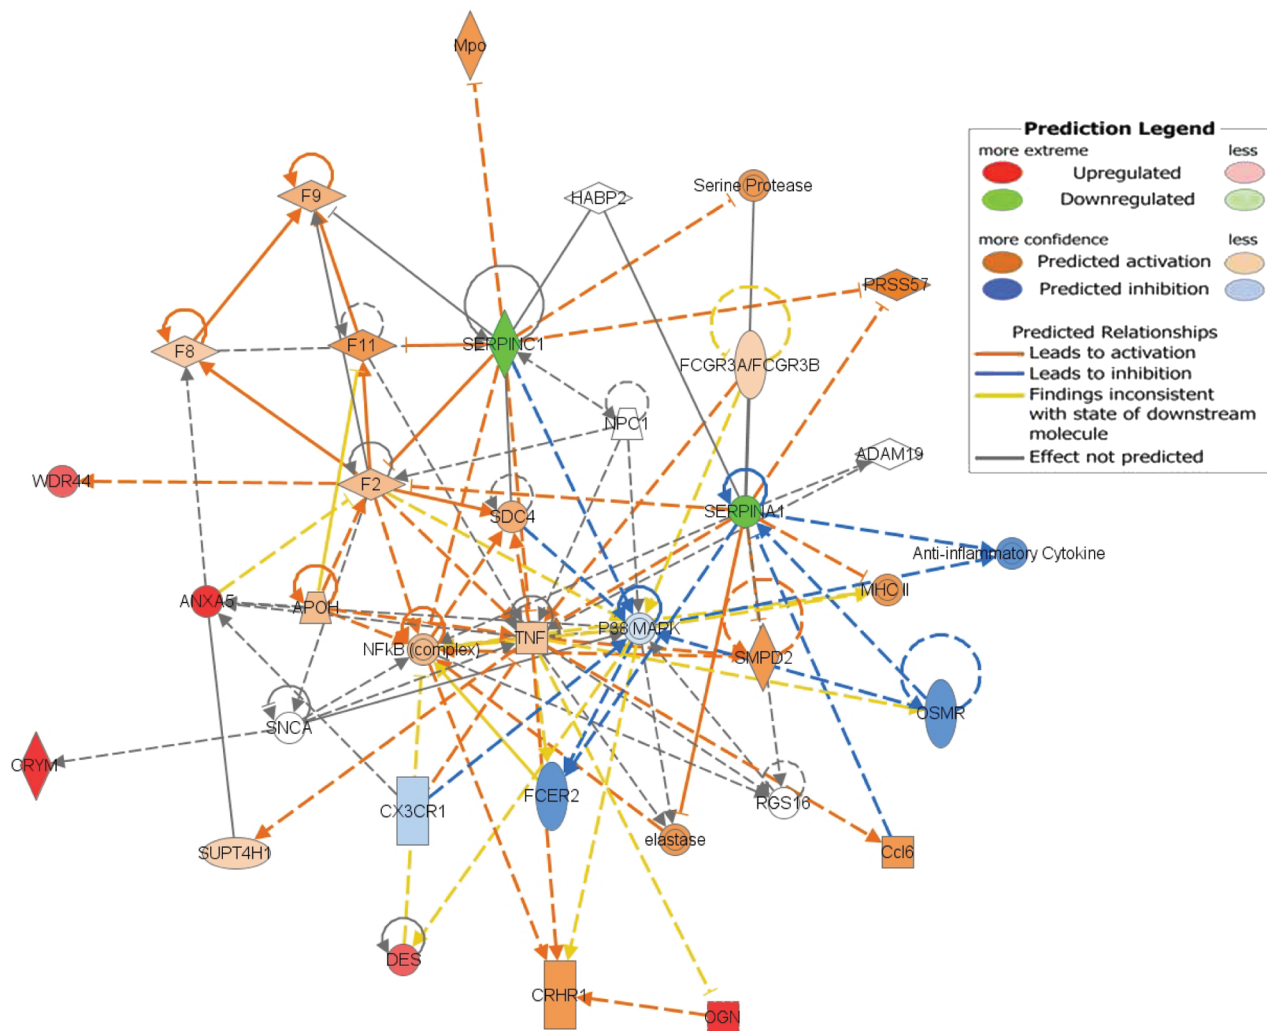 Mpo
Prediction Legend
more extreme less
Upregulated
Downregulated
more confidence less
Predicted activation
Predicted inhibition
Predicted Relationships
Leads to activation
Leads to inhibition
Findings inconsistent
with state of downstream
molecule
Effect not predicted
Serine Protease
F9
HABP2
PRSS57
F8
F11
SERPINC1
FCGR3A/FCGR3B
NPC1
ADAM19
WDR44
F2
SDC4
SERPINA1
Anti-inflammatory Cytokine
MHC II
ANXA5
APOH
NFkB (complex)
TNF
P38 MAPK
SMPD2
OSMR
SNCA
CRYM
CX3CR1
FCER2
RGS16
SUPT4H1
elastase
Ccl6
DES
CRHR1
OGN